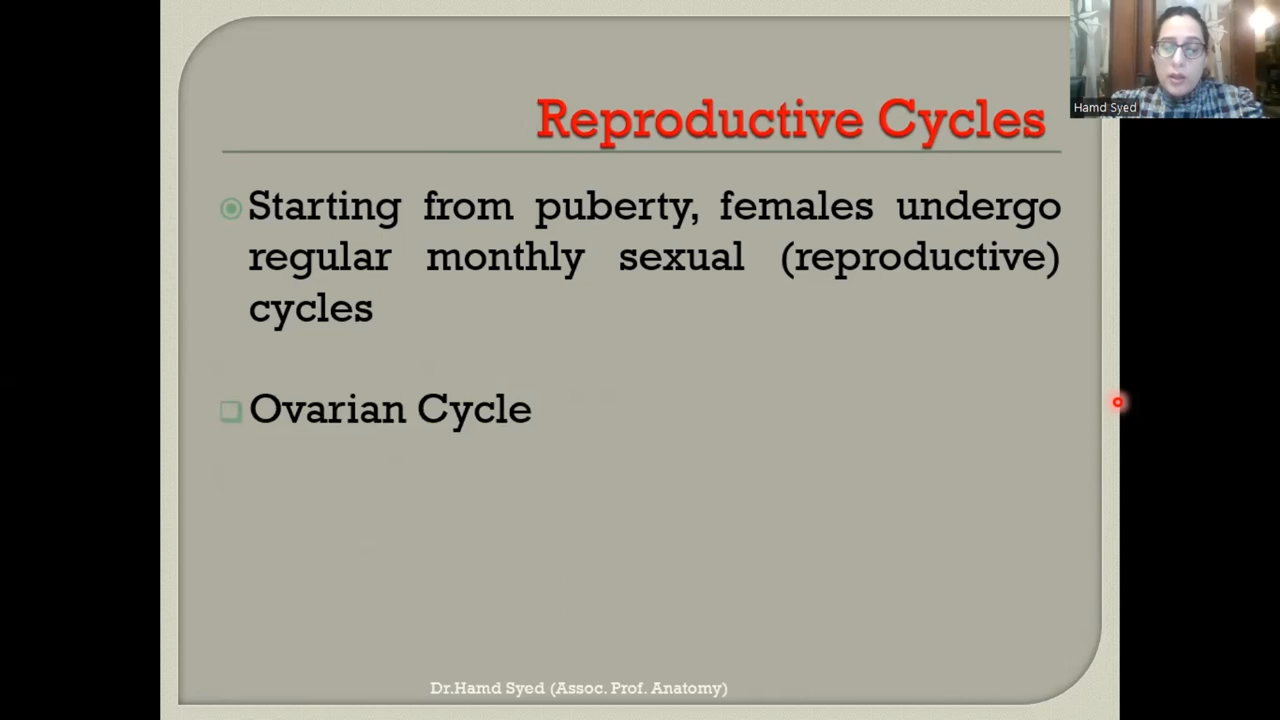 Hamd Syed
Reproductive Cycles
Starting from puberty, females undergo
regular monthly sexual (reproductive)
cycles
Ovarian Cycle
Dr.Hamd Syed (Assoc. Prof. Anatomy)